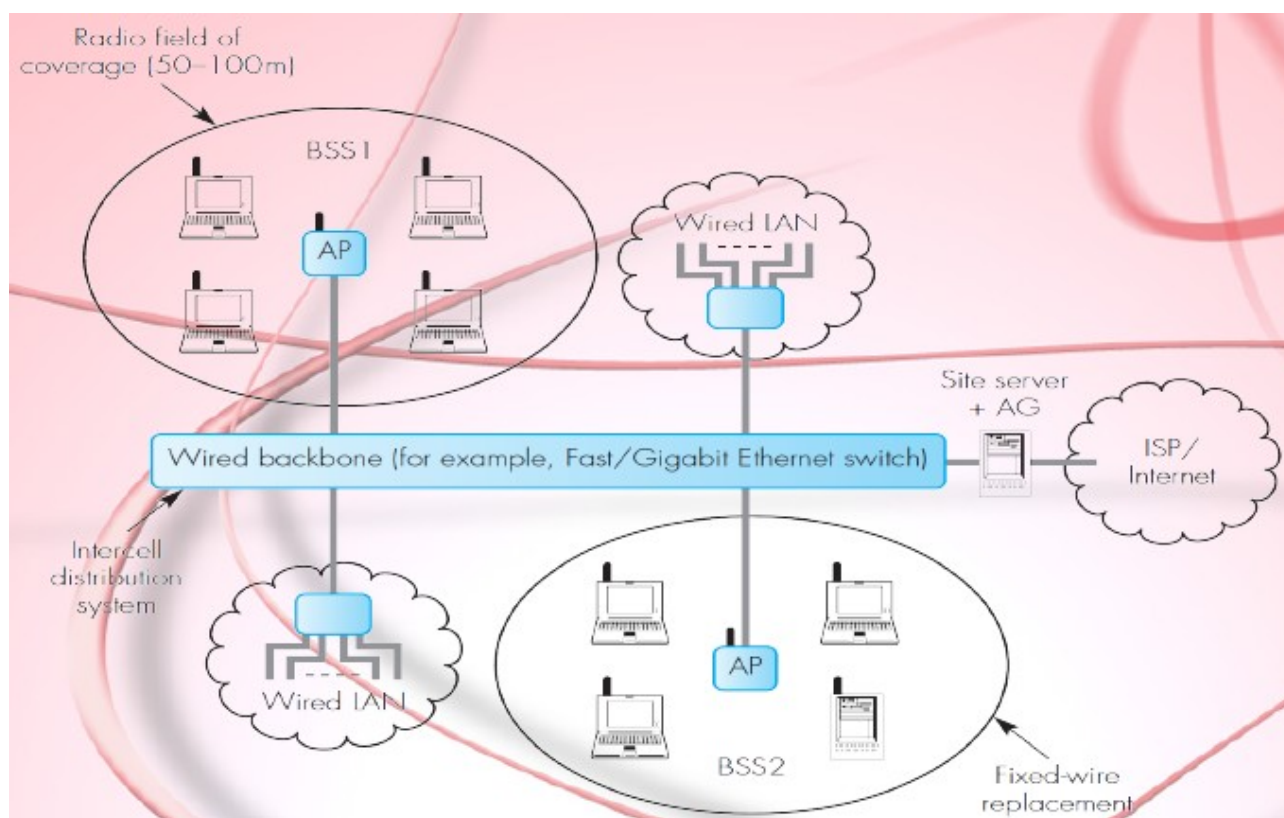 Radio field of
coverage (50–100m)
BSS1
AP
Wired LAN
Site server
+ AG
ISP/
Internet
Wired backbone (for example, Fast/Gigabit Ethernet switch)
Intercell
distribution
system
Wired LAN
AP
BSS2
Fixed-wire
replacement